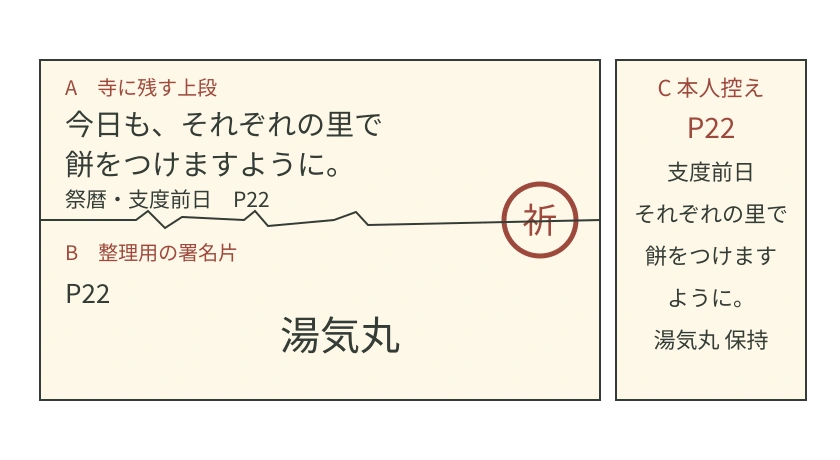 A 寺に残す上段
今日も、それぞれの里で
餅をつけますように。
祭暦・支度前日 P22
祈
B 整理用の署名片
P22
湯気丸
C 本人控え
P22
支度前日
それぞれの里で
餅をつけます
ように。
湯気丸 保持